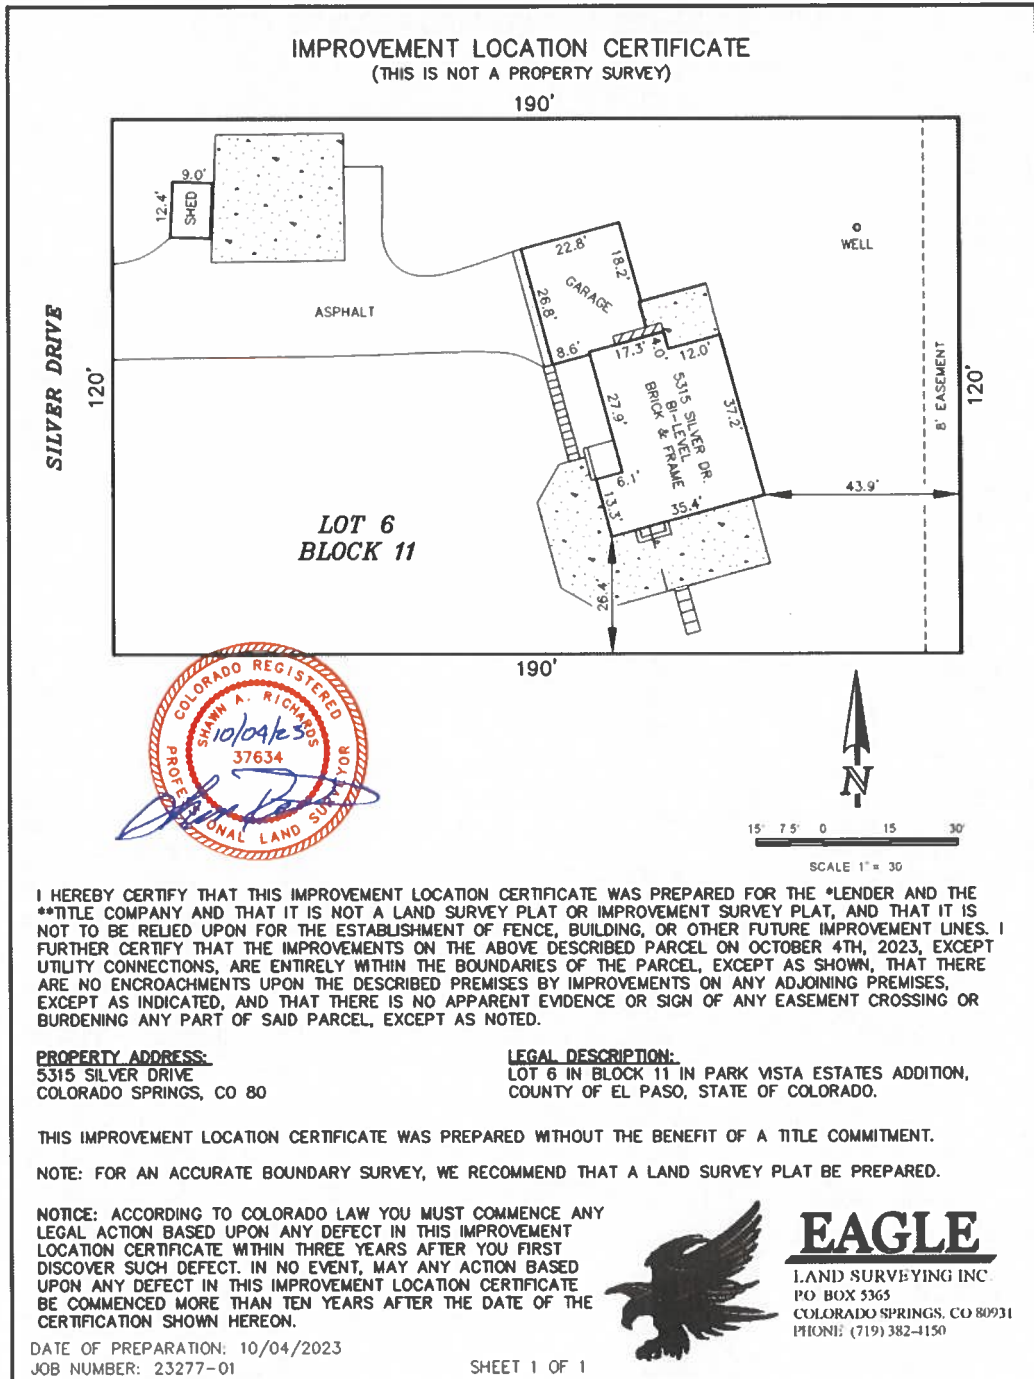 IMPROVEMENT LOCATION CERTIFICATE
(THIS IS NOT A PROPERTY SURVEY)
190'
9.0'
12.4'
SHED
22.8'
18.2'
GARAGE
26.8'
WELL
ASPHALT
SILVER DRIVE
120'
8.6'
17.3'
4.0'
12.0'
5315 SILVER DR.
BI-LEVEL
BRICK & FRAME
27.9'
37.2'
8' EASEMENT
120'
6.1'
13.3'
35.4'
43.9'
LOT 6
BLOCK 11
26.4'
190'
COLORADO REGISTERED
SHAWN A. RICHARDS
10/04/23
37634
PROFESSIONAL LAND SURVEYOR
N
15' 7.5' 0 15 30'
SCALE 1" = 30
I HEREBY CERTIFY THAT THIS IMPROVEMENT LOCATION CERTIFICATE WAS PREPARED FOR THE *LENDER AND THE
**TITLE COMPANY AND THAT IT IS NOT A LAND SURVEY PLAT OR IMPROVEMENT SURVEY PLAT, AND THAT IT IS
NOT TO BE RELIED UPON FOR THE ESTABLISHMENT OF FENCE, BUILDING, OR OTHER FUTURE IMPROVEMENT LINES. I
FURTHER CERTIFY THAT THE IMPROVEMENTS ON THE ABOVE DESCRIBED PARCEL ON OCTOBER 4TH, 2023, EXCEPT
UTILITY CONNECTIONS, ARE ENTIRELY WITHIN THE BOUNDARIES OF THE PARCEL, EXCEPT AS SHOWN, THAT THERE
ARE NO ENCROACHMENTS UPON THE DESCRIBED PREMISES BY IMPROVEMENTS ON ANY ADJOINING PREMISES,
EXCEPT AS INDICATED, AND THAT THERE IS NO APPARENT EVIDENCE OR SIGN OF ANY EASEMENT CROSSING OR
BURDENING ANY PART OF SAID PARCEL, EXCEPT AS NOTED.
PROPERTY ADDRESS:
5315 SILVER DRIVE
COLORADO SPRINGS, CO 80
LEGAL DESCRIPTION:
LOT 6 IN BLOCK 11 IN PARK VISTA ESTATES ADDITION,
COUNTY OF EL PASO, STATE OF COLORADO.
THIS IMPROVEMENT LOCATION CERTIFICATE WAS PREPARED WITHOUT THE BENEFIT OF A TITLE COMMITMENT.
NOTE: FOR AN ACCURATE BOUNDARY SURVEY, WE RECOMMEND THAT A LAND SURVEY PLAT BE PREPARED.
NOTICE: ACCORDING TO COLORADO LAW YOU MUST COMMENCE ANY
LEGAL ACTION BASED UPON ANY DEFECT IN THIS IMPROVEMENT
LOCATION CERTIFICATE WITHIN THREE YEARS AFTER YOU FIRST
DISCOVER SUCH DEFECT. IN NO EVENT, MAY ANY ACTION BASED
UPON ANY DEFECT IN THIS IMPROVEMENT LOCATION CERTIFICATE
BE COMMENCED MORE THAN TEN YEARS AFTER THE DATE OF THE
CERTIFICATION SHOWN HEREON.
EAGLE
LAND SURVEYING INC.
PO BOX 5365
COLORADO SPRINGS, CO 80931
PHONE (719) 382-4150
DATE OF PREPARATION: 10/04/2023
JOB NUMBER: 23277-01
SHEET 1 OF 1